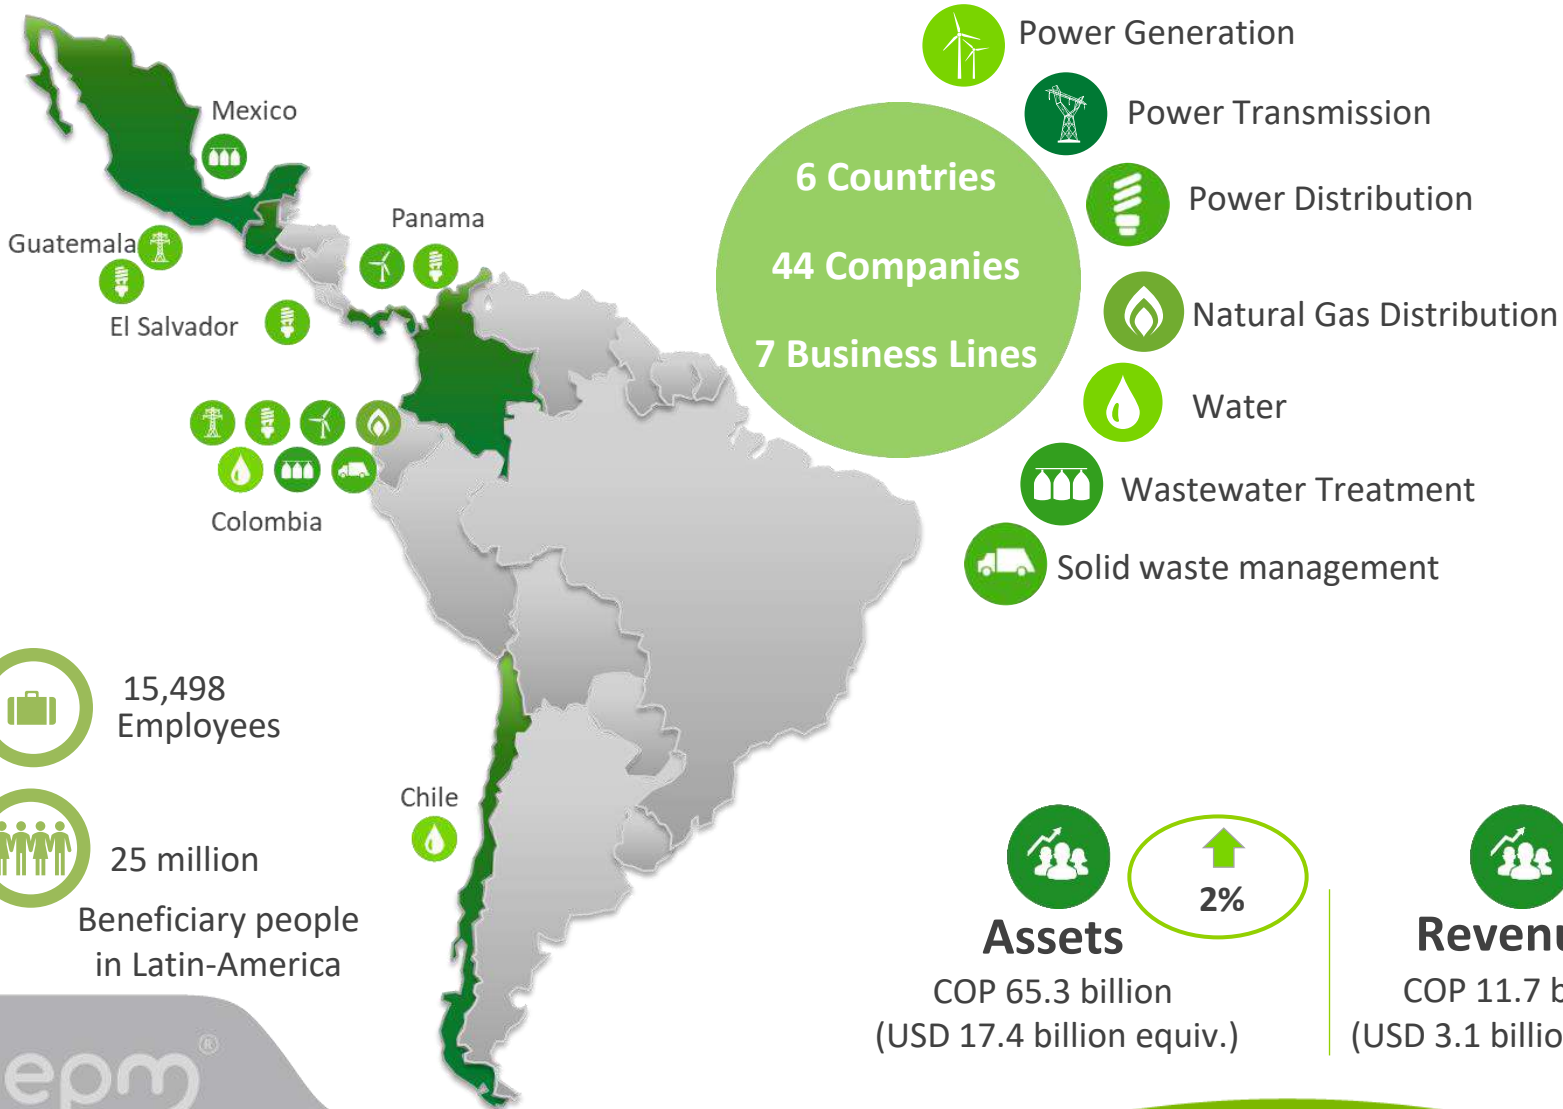 Mexico
Guatemala
Panama
El Salvador
Colombia
15,498
Employees
25 million
Beneficiary people
in Latin-America
Chile
6 Countries
44 Companies
7 Business Lines
Power Generation
Power Transmission
Power Distribution
Natural Gas Distribution
Water
Wastewater Treatment
Solid waste management
2%
Assets
COP 65.3 billion
(USD 17.4 billion equiv.)
COP 11.7
(USD 3.1 billio
epm®